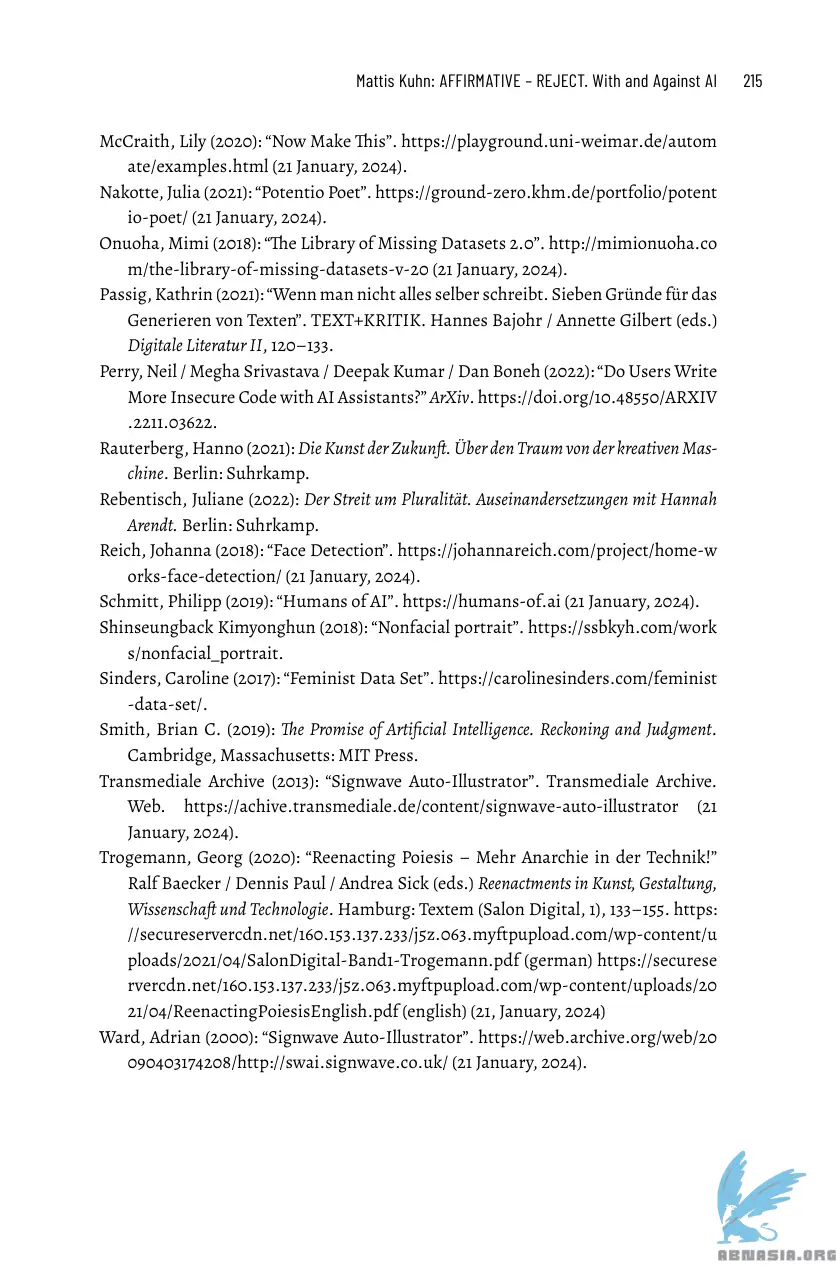 Mattis Kuhn: AFFIRMATIVE – REJECT. With and Against AI 215
McCraith, Lily (2020): “Now Make This”. https://playground.uni-weimar.de/autom
ate/examples.html (21 January, 2024).
Nakotte, Julia (2021): “Potentio Poet”. https://ground-zero.khm.de/portfolio/potent
io-poet/ (21 January, 2024).
Onuoha, Mimi (2018): “The Library of Missing Datasets 2.0”. http://mimionuoha.co
m/the-library-of-missing-datasets-v-20 (21 January, 2024).
Passig, Kathrin (2021): “Wenn man nicht alles selber schreibt. Sieben Gründe für das
Generieren von Texten”. TEXT+KRITIK. Hannes Bajohr / Annette Gilbert (eds.)
Digitale Literatur II, 120–133.
Perry, Neil / Megha Srivastava / Deepak Kumar / Dan Boneh (2022): “Do Users Write
More Insecure Code with AI Assistants?” ArXiv. https://doi.org/10.48550/ARXIV
.2211.03622.
Rauterberg, Hanno (2021): Die Kunst der Zukunft. Über den Traum von der kreativen Mas-
chine. Berlin: Suhrkamp.
Rebentisch, Juliane (2022): Der Streit um Pluralität. Auseinandersetzungen mit Hannah
Arendt. Berlin: Suhrkamp.
Reich, Johanna (2018): “Face Detection”. https://johannareich.com/project/home-w
orks-face-detection/ (21 January, 2024).
Schmitt, Philipp (2019): “Humans of AI”. https://humans-of.ai (21 January, 2024).
Shinseungback Kimyonghun (2018): “Nonfacial portrait”. https://ssbkyh.com/work
s/nonfacial_portrait.
Sinders, Caroline (2017): “Feminist Data Set”. https://carolinesinders.com/feminist
-data-set/.
Smith, Brian C. (2019): The Promise of Artificial Intelligence. Reckoning and Judgment.
Cambridge, Massachusetts: MIT Press.
Transmediale Archive (2013): “Signwave Auto-Illustrator”. Transmediale Archive.
Web. https://achive.transmediale.de/content/signwave-auto-illustrator (21
January, 2024).
Trogemann, Georg (2020): “Reenacting Poiesis – Mehr Anarchie in der Technik!”
Ralf Baecker / Dennis Paul / Andrea Sick (eds.) Reenactments in Kunst, Gestaltung,
Wissenschaft und Technologie. Hamburg: Textem (Salon Digital, 1), 133–155. https:
//secureservercdn.net/160.153.137.233/j5z.063.myftpupload.com/wp-content/u
ploads/2021/04/SalonDigital-Band1-Trogemann.pdf (german) https://securese
rvercdn.net/160.153.137.233/j5z.063.myftpupload.com/wp-content/uploads/20
21/04/ReenactingPoiesisEnglish.pdf (english) (21, January, 2024)
Ward, Adrian (2000): “Signwave Auto-Illustrator”. https://web.archive.org/web/20
090403174208/http://swai.signwave.co.uk/ (21 January, 2024).
ABNASIA.ORG